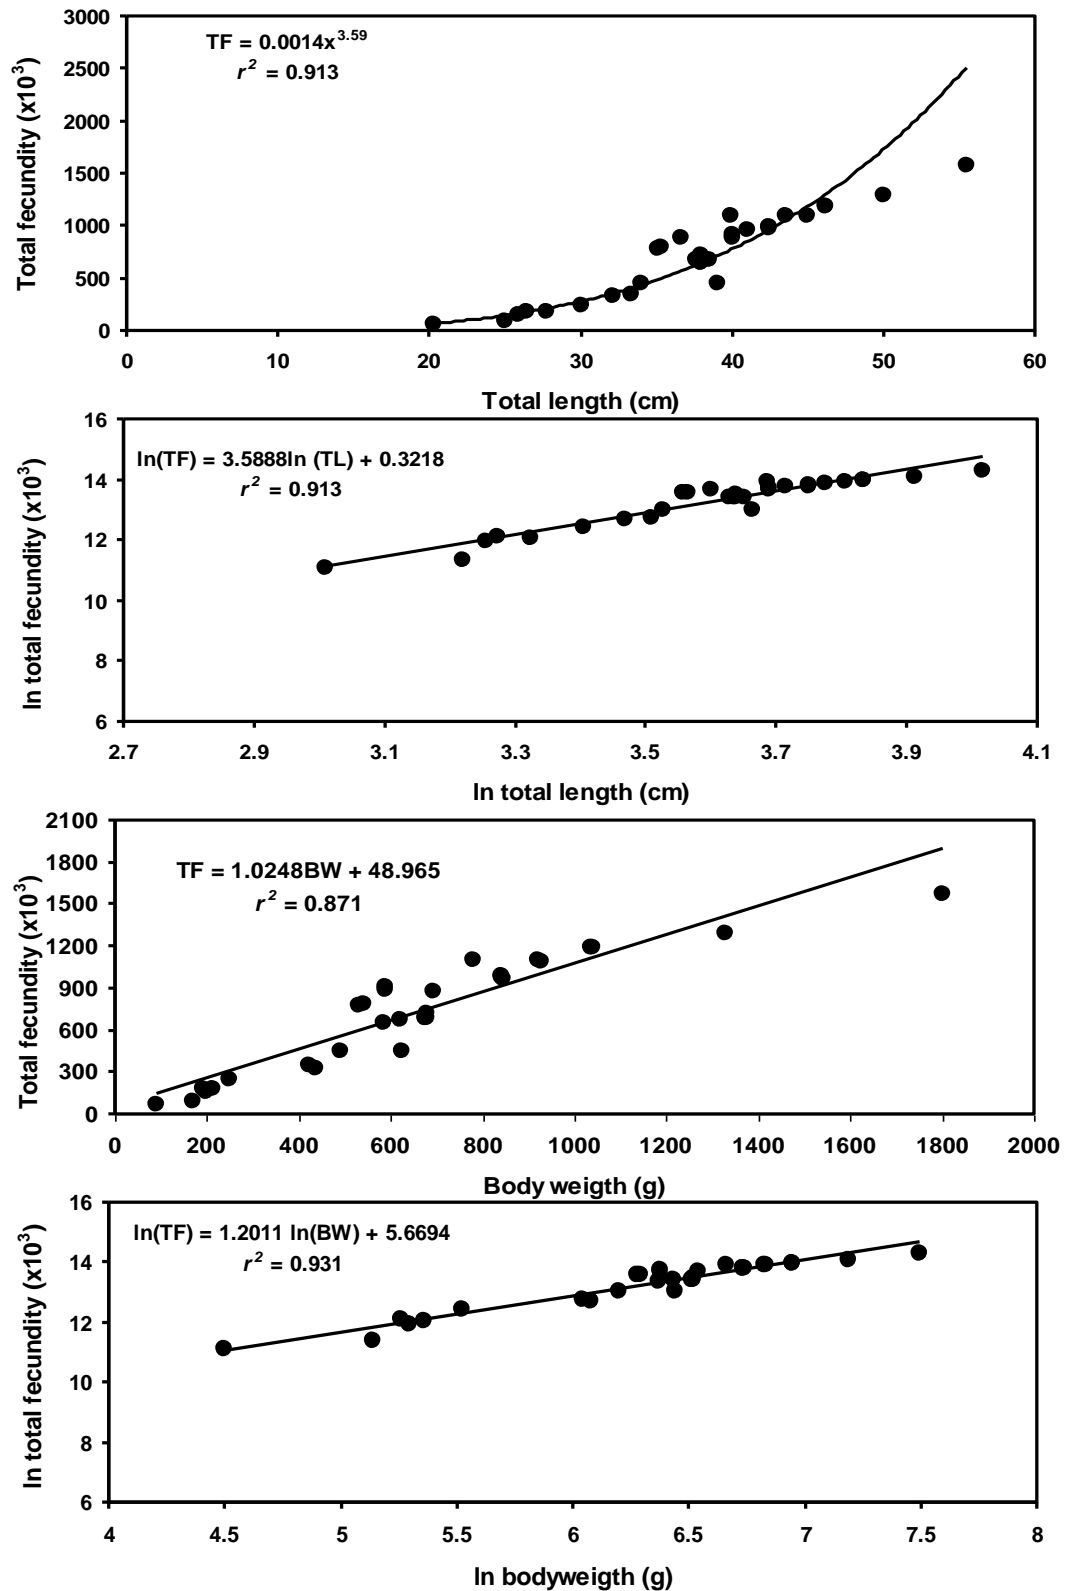 3000
2500
2000
1500
1000
500
0
Total fecundity (x10³)
TF = 0.0014x³·⁵⁹
r² = 0.913
0 10 20 30 40 50 60
Total length (cm)
16
14
12
10
8
6
ln total fecundity (x10³)
ln(TF) = 3.5888ln (TL) + 0.3218
r² = 0.913
2.7 2.9 3.1 3.3 3.5 3.7 3.9 4.1
ln total length (cm)
2100
1800
1500
1200
900
600
300
0
Total fecundity (x10³)
TF = 1.0248BW + 48.965
r² = 0.871
0 200 400 600 800 1000 1200 1400 1600 1800 2000
Body weigth (g)
16
14
12
10
8
6
ln total fecundity (x10³)
ln(TF) = 1.2011 ln(BW) + 5.6694
r² = 0.931
4 4.5 5 5.5 6 6.5 7 7.5 8
ln bodyweigth (g)